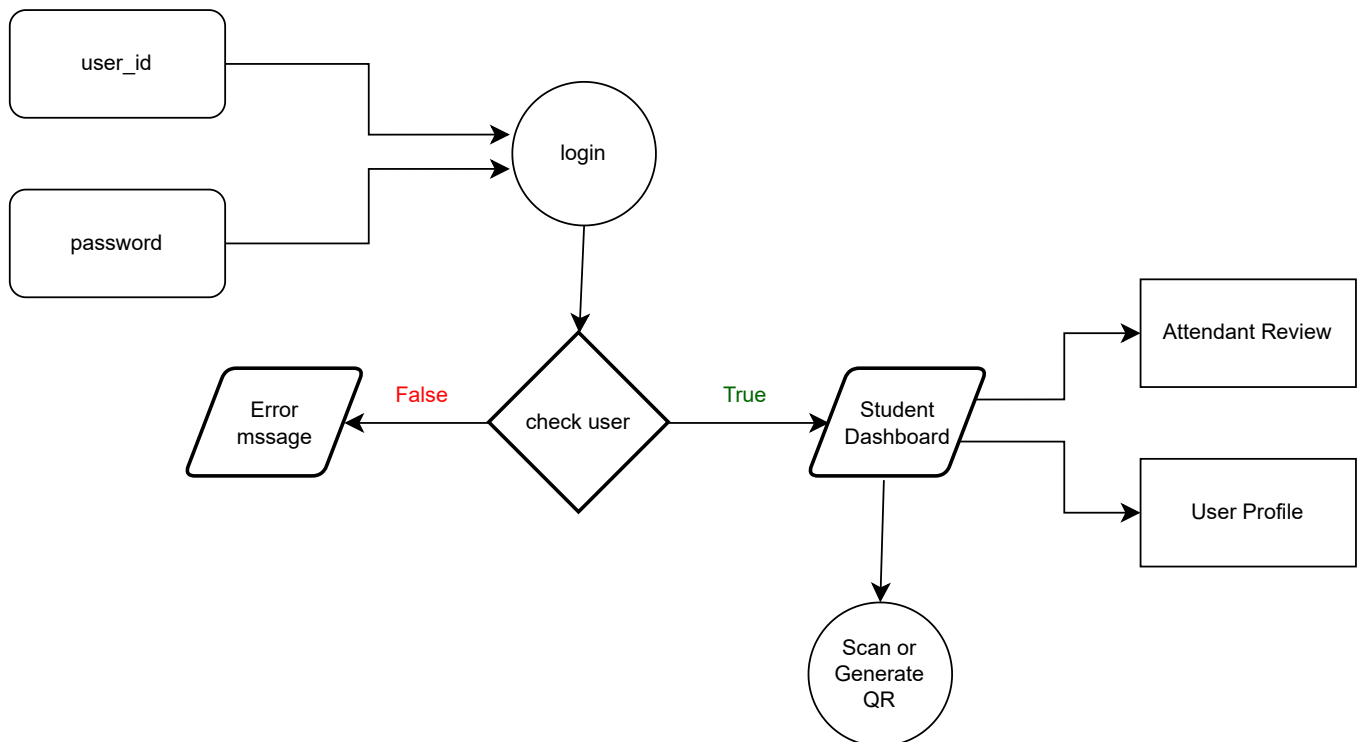 user_id
login
password
Attendant Review
False
True
Error
mssage
check user
Student
Dashboard
User Profile
Scan or
Generate
QR